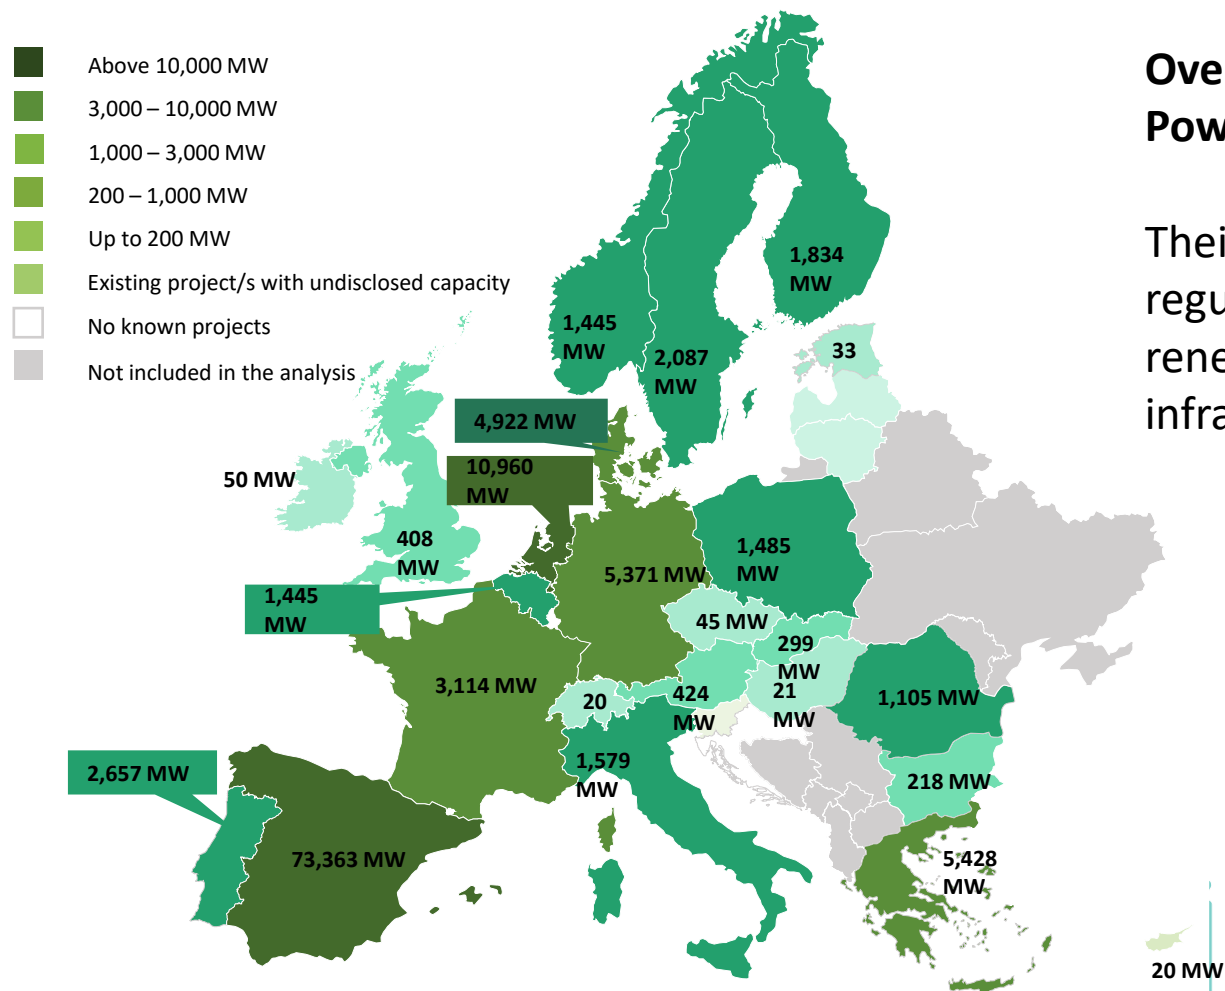 Above 10,000 MW
3,000 – 10,000 MW
1,000 – 3,000 MW
200 – 1,000 MW
Up to 200 MW
Existing project/s with undisclosed capacity
No known projects
Not included in the analysis
Ove
Pow
Thei
regu
rene
infra
1,834
MW
1,445
MW
2,087
MW
33
4,922 MW
10,960
MW
50 MW
408
MW
1,485
MW
5,371 MW
1,445
MW
45 MW
299
MW
3,114 MW
20
424
MW
21
MW
1,105 MW
1,579
MW
2,657 MW
218 MW
73,363 MW
5,428
MW
20 MW